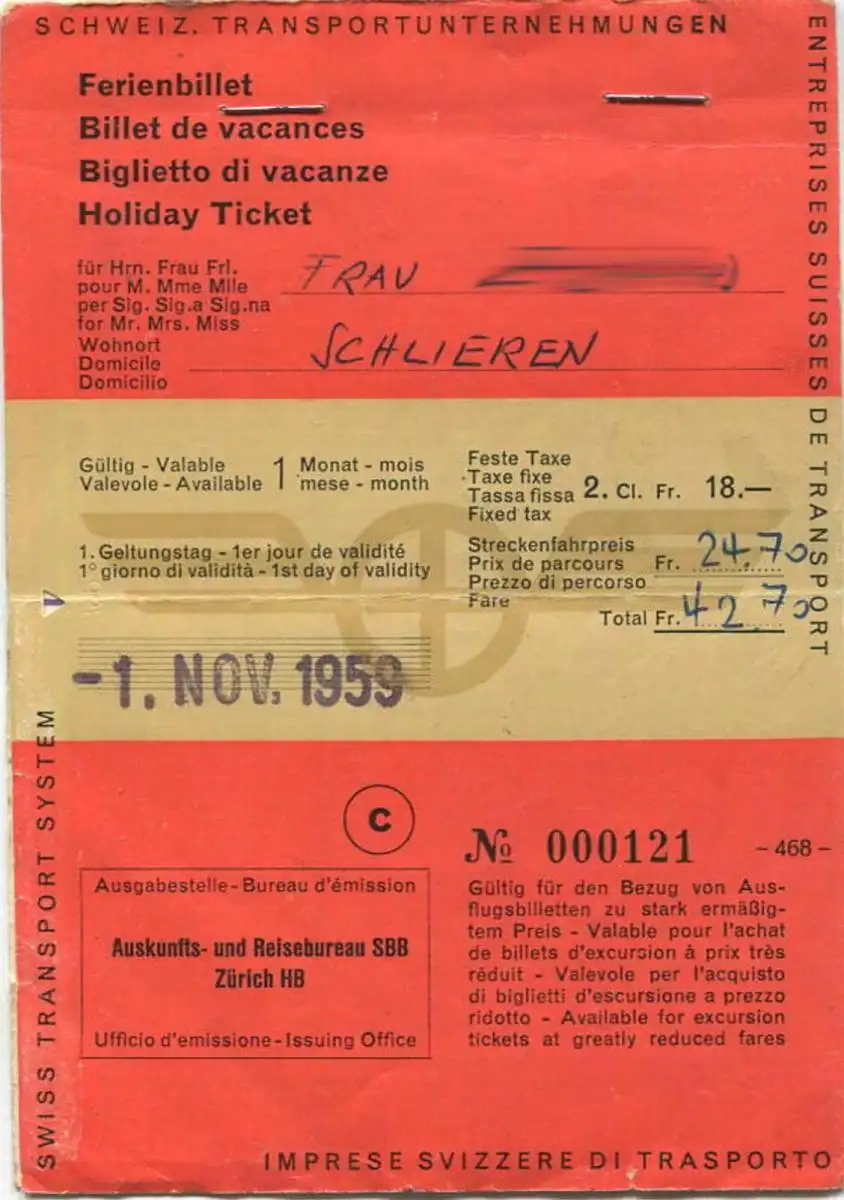 SCHWEIZ. TRANSPORTUNTERNEHMUNGEN
ENTREPRISES SUISSES DE TRANSPORT
Ferienbillet
Billet de vacances
Biglietto di vacanze
Holiday Ticket
für Hrn. Frau Frl.
pour M. Mme Mlle
per Sig. Sig.a Sig.na
for Mr. Mrs. Miss
FRAU
Wohnort
Domicile
Domicilio
SCHLIEREN
Gültig - Valable
Valevole - Available
1
Monat - mois
mese - month
Feste Taxe
Taxe fixe
Tassa fissa
Fixed tax
2. Cl. Fr. 18.—
1. Geltungstag - 1er jour de validité
1° giorno di validità - 1st day of validity
Streckenfahrpreis
Prix de parcours
Prezzo di percorso
Fare
Fr. 24.70
Total Fr. 42.70
-1. NOV. 1959
SWISS TRANSPORT SYSTEM
C
Ausgabestelle - Bureau d'émission
Auskunfts- und Reisebureau SBB
Zürich HB
Ufficio d'emissione - Issuing Office
№ 000121
- 468 -
Gültig für den Bezug von Aus-
flugsbilletten zu stark ermäßig-
tem Preis - Valable pour l'achat
de billets d'excursion à prix très
réduit - Valevole per l'acquisto
di biglietti d'escursione a prezzo
ridotto - Available for excursion
tickets at greatly reduced fares
IMPRESE SVIZZERE DI TRASPORTO